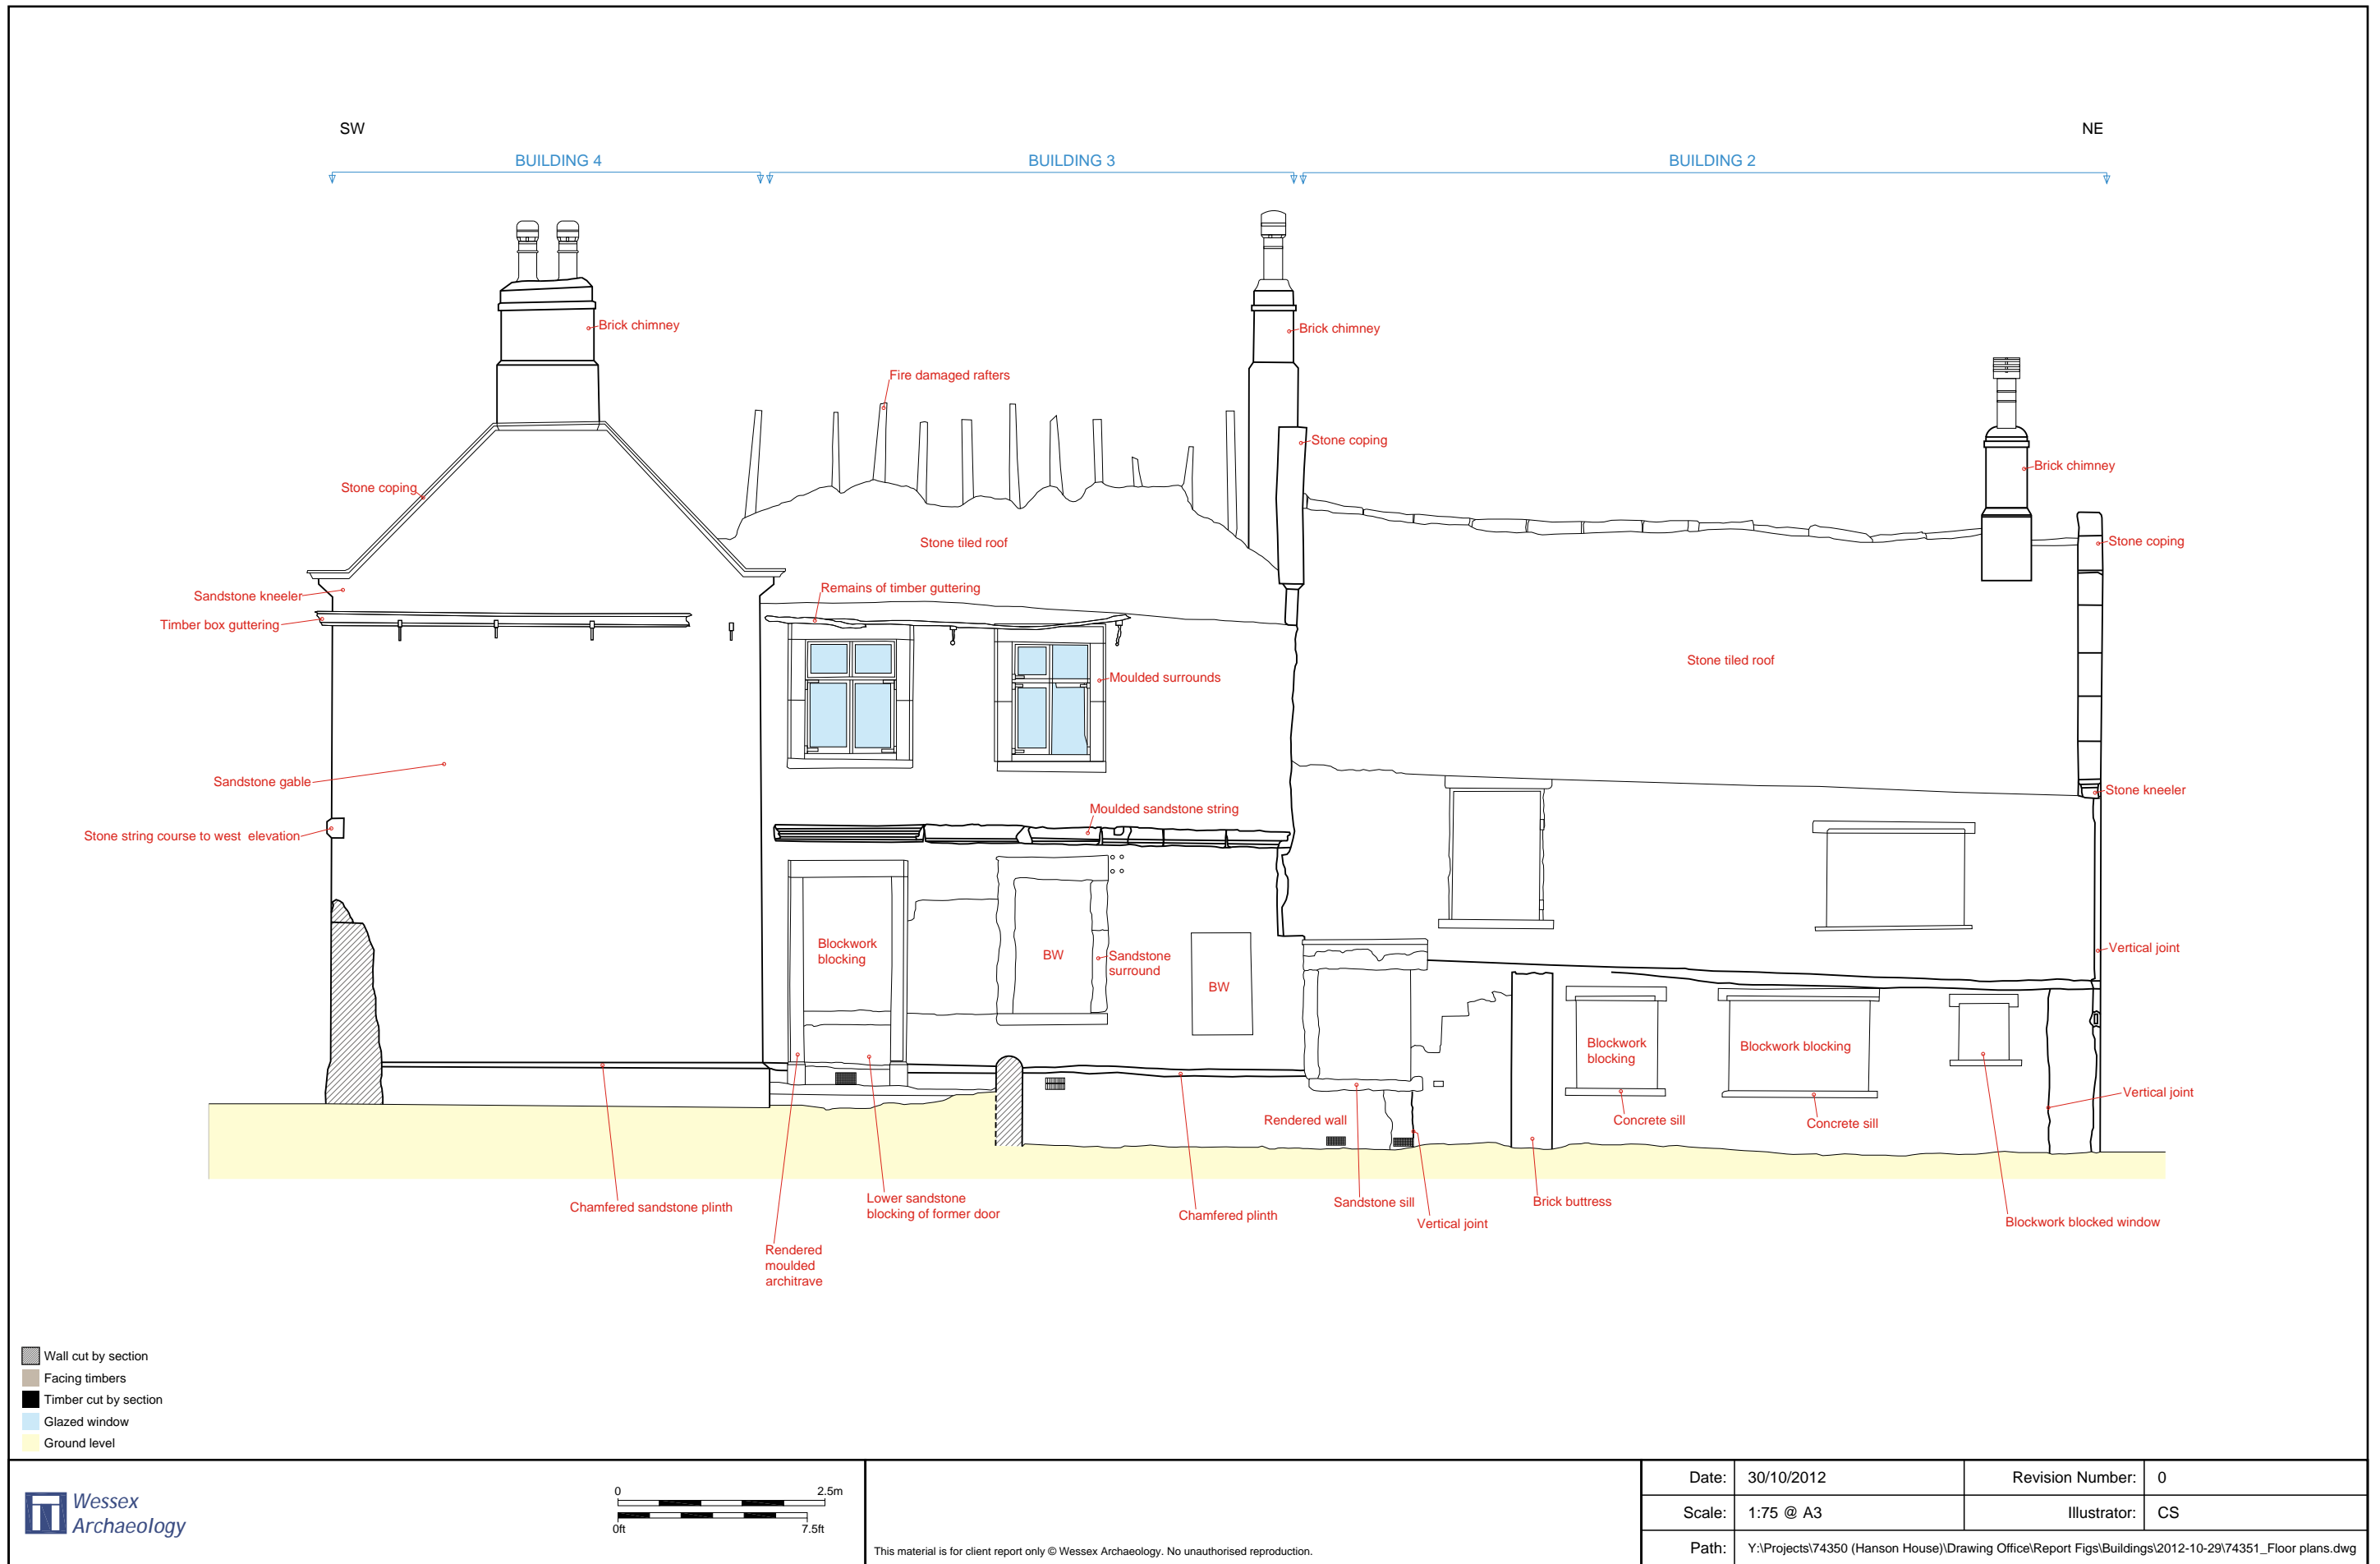 SW
NE
BUILDING 4
BUILDING 3
BUILDING 2
Brick chimney
Brick chimney
Fire damaged rafters
Stone coping
Brick chimney
Stone coping
Stone tiled roof
Stone coping
Sandstone kneeler
Remains of timber guttering
Timber box guttering
Stone tiled roof
Moulded surrounds
Sandstone gable
Stone kneeler
Moulded sandstone string
Stone string course to west elevation
Blockwork
blocking
BW
Sandstone
surround
BW
Vertical joint
Blockwork
blocking
Blockwork blocking
Vertical joint
Rendered wall
Concrete sill
Concrete sill
Chamfered sandstone plinth
Lower sandstone
blocking of former door
Chamfered plinth
Sandstone sill
Brick buttress
Vertical joint
Blockwork blocked window
Rendered
moulded
architrave
Wall cut by section
Facing timbers
Timber cut by section
Glazed window
Ground level
Wessex
Archaeology
0 2.5m
0ft 7.5ft
This material is for client report only © Wessex Archaeology. No unauthorised reproduction.
Date: 30/10/2012 Revision Number: 0
Scale: 1:75 @ A3 Illustrator: CS
Path: Y:\Projects\74350 (Hanson House)\Drawing Office\Report Figs\Buildings\2012-10-29\74351_Floor plans.dwg